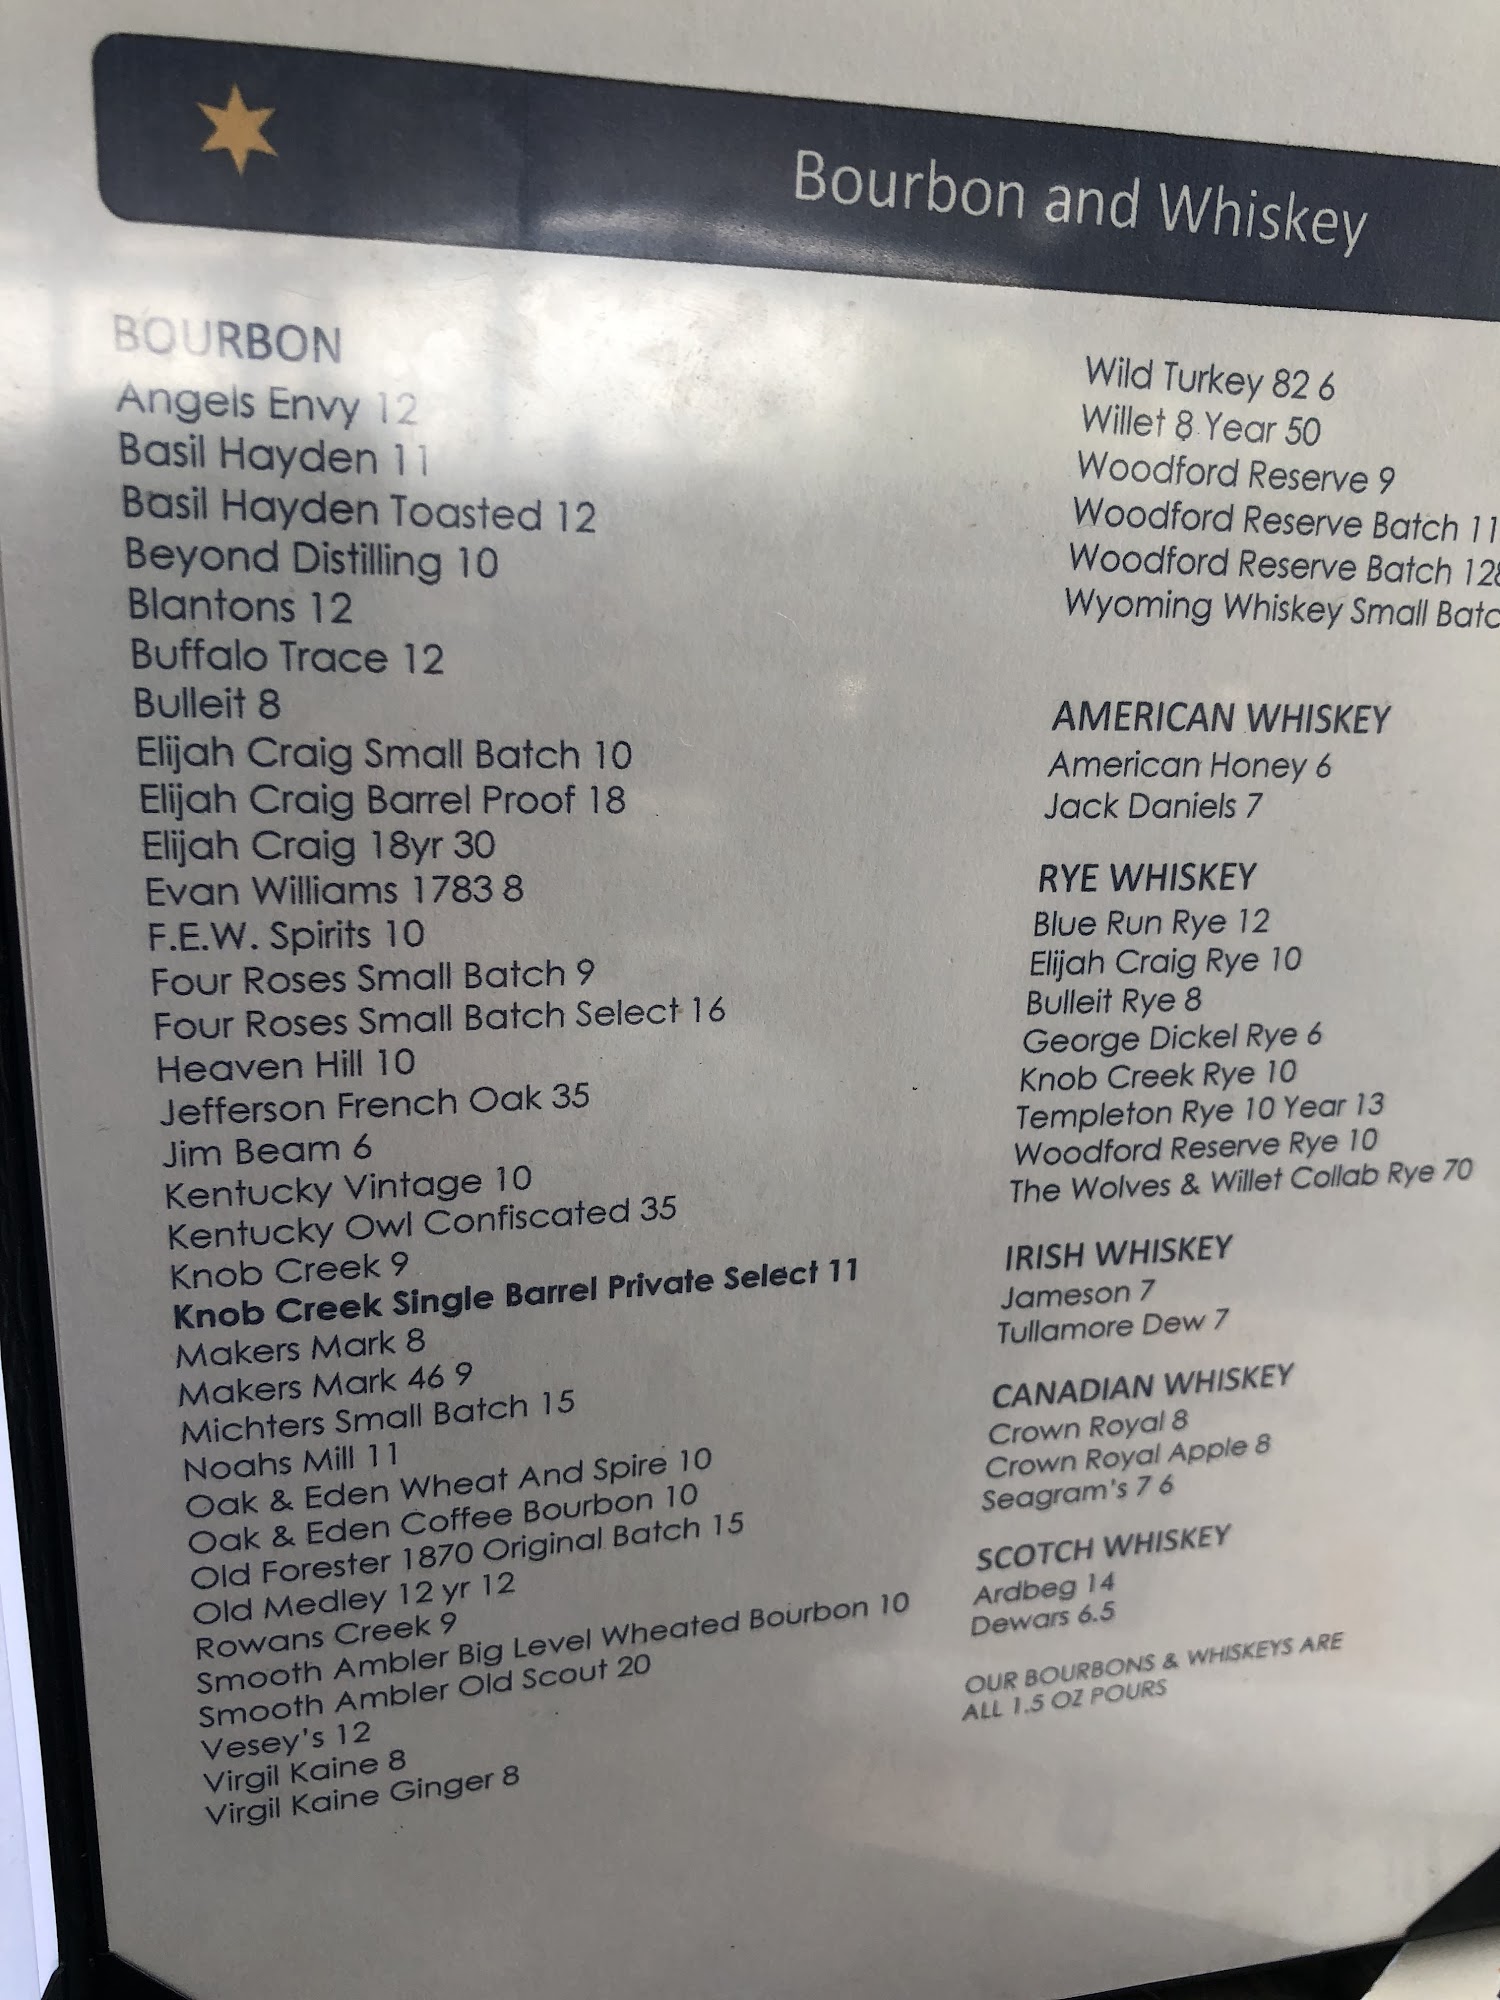 Bourbon and Whiskey
BOURBON
Angels Envy 12
Basil Hayden 11
Basil Hayden Toasted 12
Beyond Distilling 10
Blantons 12
Buffalo Trace 12
Bulleit 8
Elijah Craig Small Batch 10
Elijah Craig Barrel Proof 18
Elijah Craig 18yr 30
Evan Williams 1783 8
F.E.W. Spirits 10
Four Roses Small Batch 9
Four Roses Small Batch Select 16
Heaven Hill 10
Jefferson French Oak 35
Jim Beam 6
Kentucky Vintage 10
Kentucky Owl Confiscated 35
Knob Creek 9
Knob Creek Single Barrel Private Select 11
Makers Mark 8
Makers Mark 46 9
Michters Small Batch 15
Noahs Mill 11
Oak & Eden Wheat And Spire 10
Oak & Eden Coffee Bourbon 10
Old Forester 1870 Original Batch 15
Old Medley 12 yr 12
Rowans Creek 9
Smooth Ambler Big Level Wheated Bourbon 10
Smooth Ambler Old Scout 20
Vesey's 12
Virgil Kaine 8
Virgil Kaine Ginger 8
Wild Turkey 82 6
Willet 8 Year 50
Woodford Reserve 9
Woodford Reserve Batch 11
Woodford Reserve Batch
Wyoming Whiskey Small
AMERICAN WHISKEY
American Honey 6
Jack Daniels 7
RYE WHISKEY
Blue Run Rye 12
Elijah Craig Rye 10
Bulleit Rye 8
George Dickel Rye 6
Knob Creek Rye 10
Templeton Rye 10 Year 13
Woodford Reserve Rye 10
The Wolves & Willet Collab Rye 70
IRISH WHISKEY
Jameson 7
Tullamore Dew 7
CANADIAN WHISKEY
Crown Royal 8
Crown Royal Apple 8
Seagram's 7 6
SCOTCH WHISKEY
Ardbeg 14
Dewars 6.5
OUR BOURBONS & WHISKEYS ARE
ALL 1.5 OZ POURS